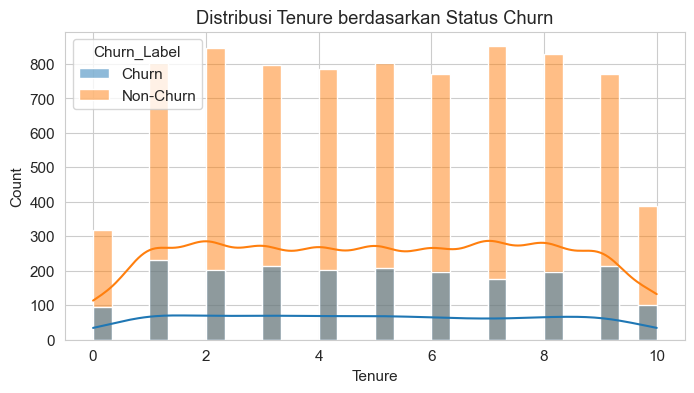 Distribusi Tenure berdasarkan Status Churn
Churn_Label
Churn
Non-Churn
Count
800
700
600
500
400
300
200
100
0
0 2 4 6 8 10
Tenure